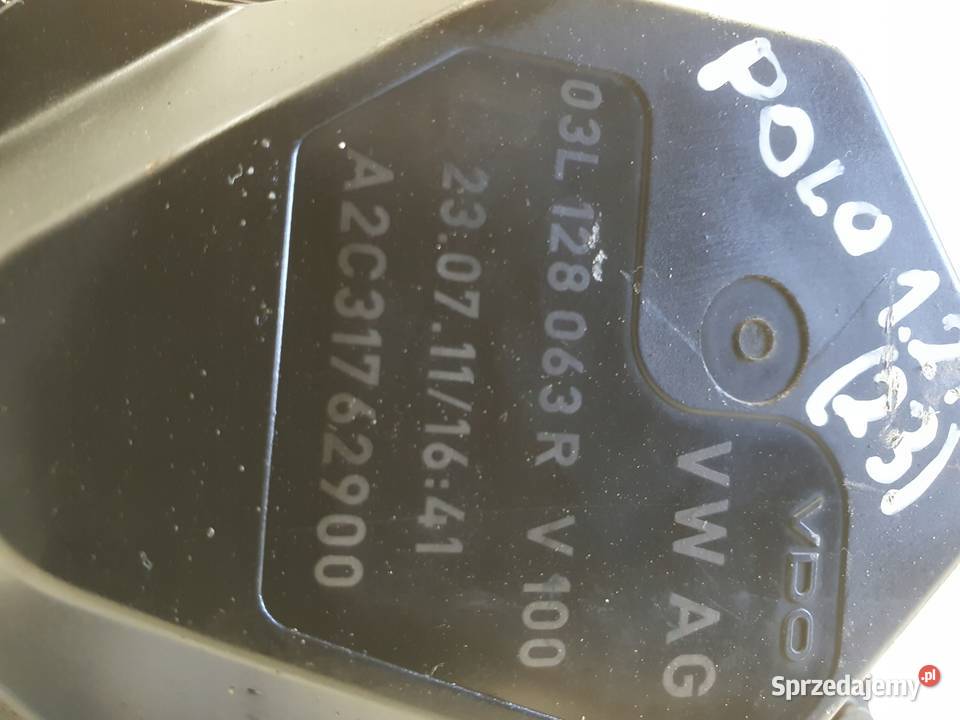 POLO 1.2
(23)
VDO
VW AG
03L 128 063 R V 100
23.07.11/16:41
A2C31762900
Sprzedajemy.pl